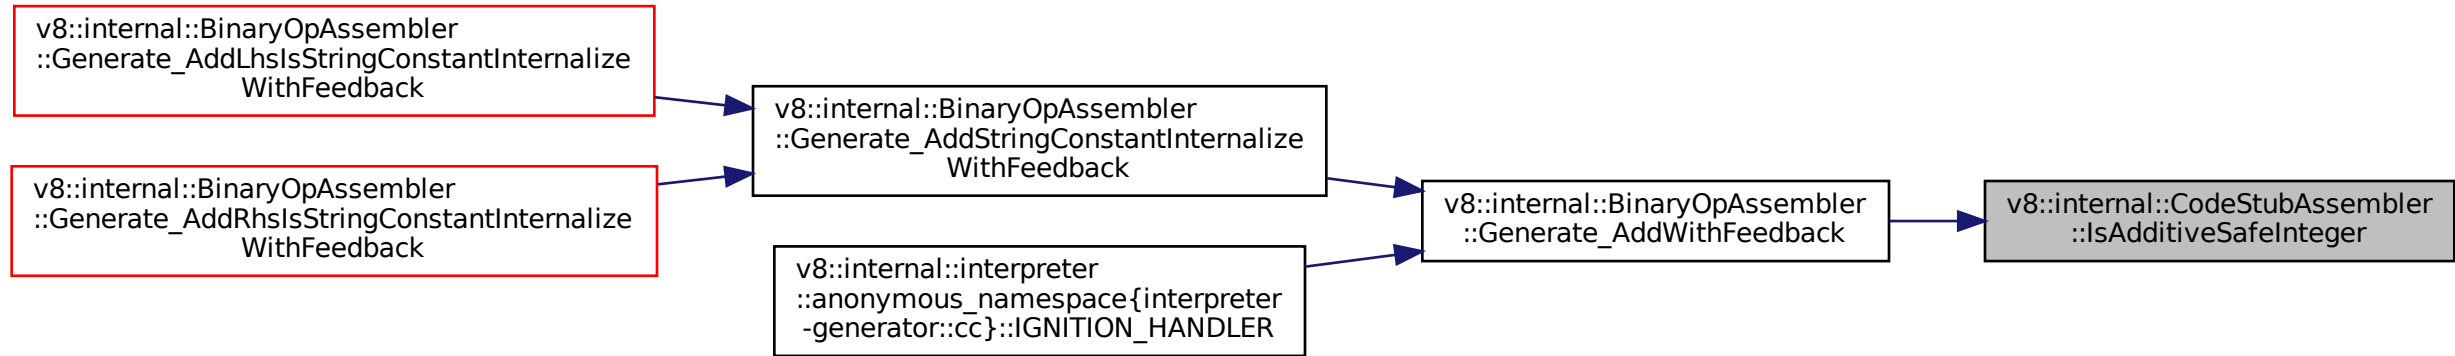 v8::internal::BinaryOpAssembler
::Generate_AddLhsIsStringConstantInternalize
WithFeedback
v8::internal::BinaryOpAssembler
::Generate_AddRhsIsStringConstantInternalize
WithFeedback
v8::internal::BinaryOpAssembler
::Generate_AddStringConstantInternalize
WithFeedback
v8::internal::interpreter
::anonymous_namespace{interpreter
-generator::cc}::IGNITION_HANDLER
v8::internal::BinaryOpAssembler
::Generate_AddWithFeedback
v8::internal::CodeStubAssembler
::IsAdditiveSafeInteger